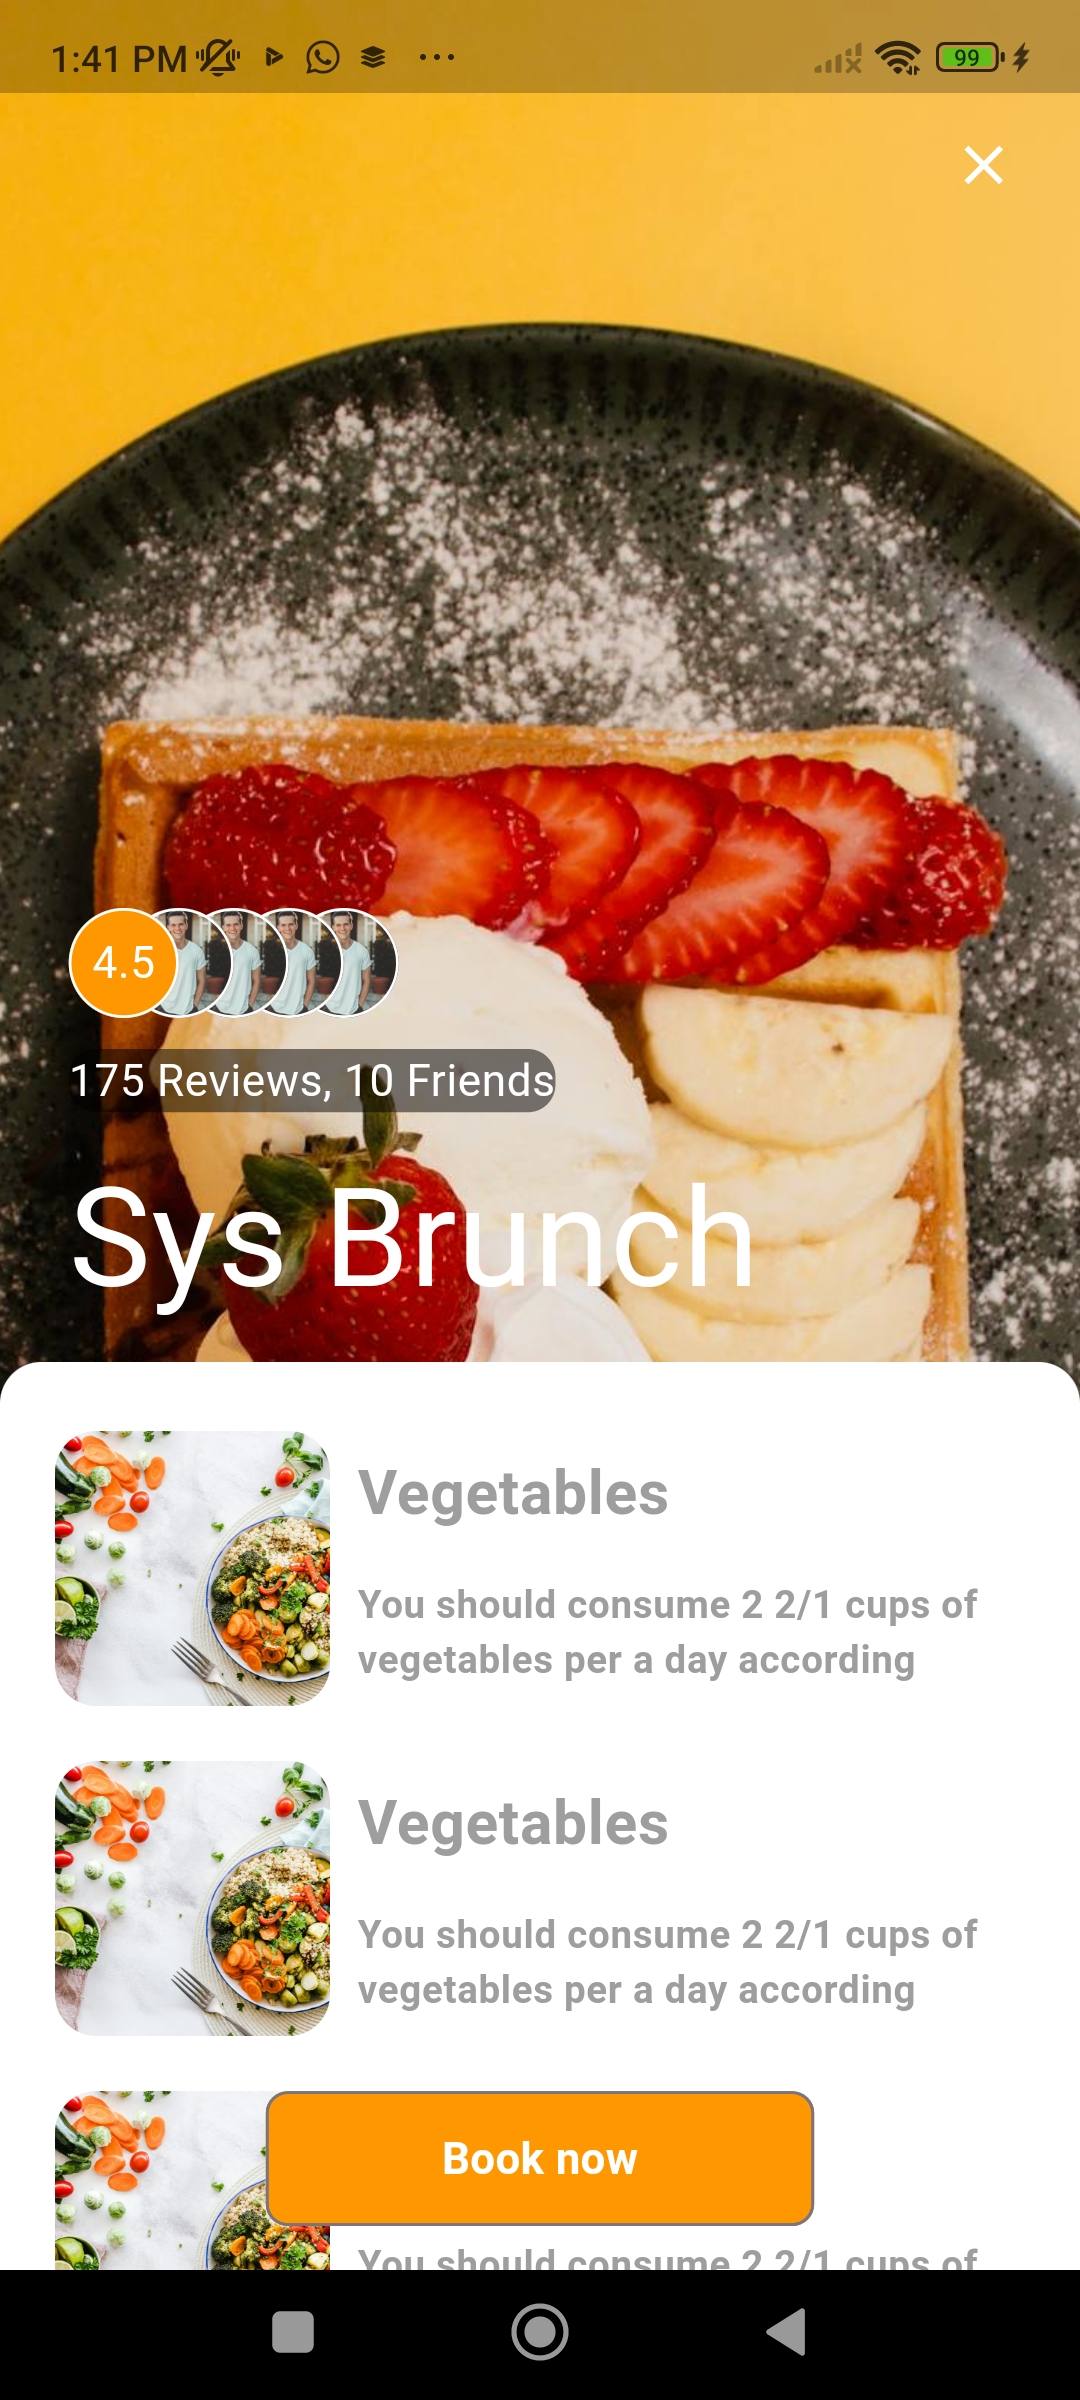 1:41 PM
99
4.5
175 Reviews, 10 Friends
Sys Brunch
Vegetables
You should consume 2 2/1 cups of
vegetables per a day according
Vegetables
You should consume 2 2/1 cups of
vegetables per a day according
Book now
You should consume 2 2/1 cups of